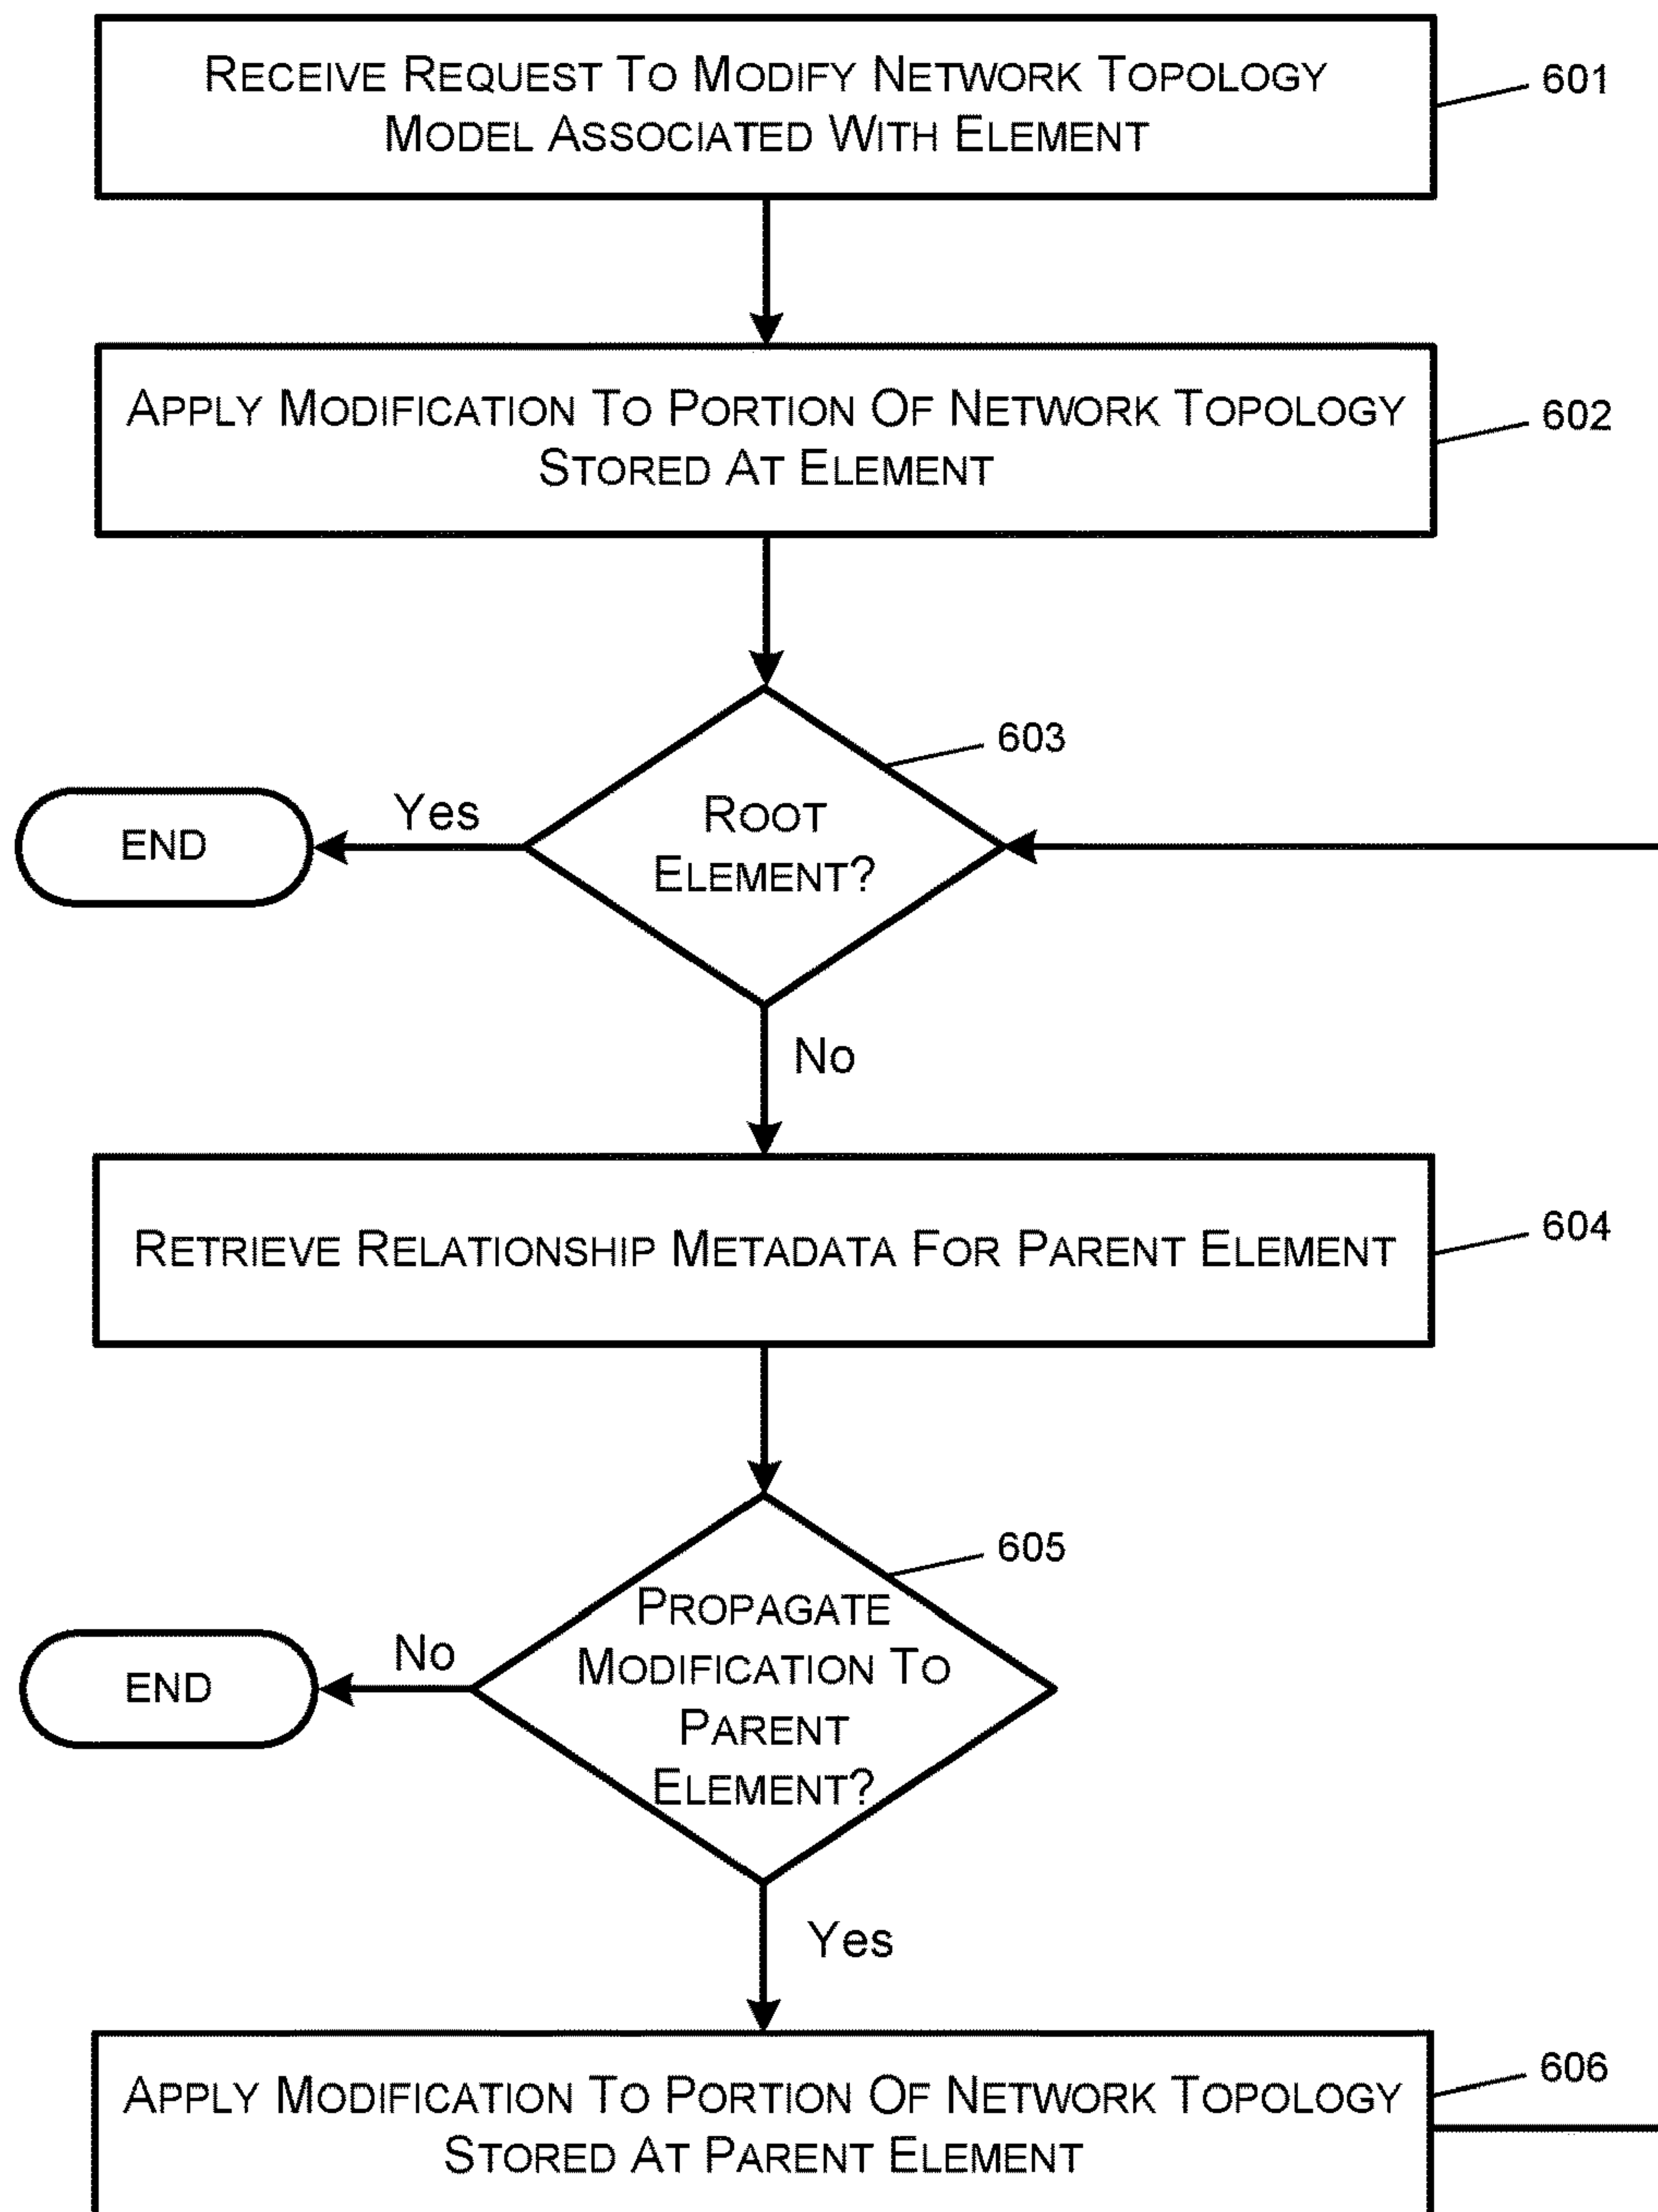 RECEIVE REQUEST TO MODIFY NETWORK TOPOLOGY
MODEL ASSOCIATED WITH ELEMENT
601
APPLY MODIFICATION TO PORTION OF NETWORK TOPOLOGY
STORED AT ELEMENT
602
603
ROOT
ELEMENT?
Yes
END
No
RETRIEVE RELATIONSHIP METADATA FOR PARENT ELEMENT
604
605
PROPAGATE
MODIFICATION TO
PARENT
ELEMENT?
No
END
Yes
APPLY MODIFICATION TO PORTION OF NETWORK TOPOLOGY
STORED AT PARENT ELEMENT
606